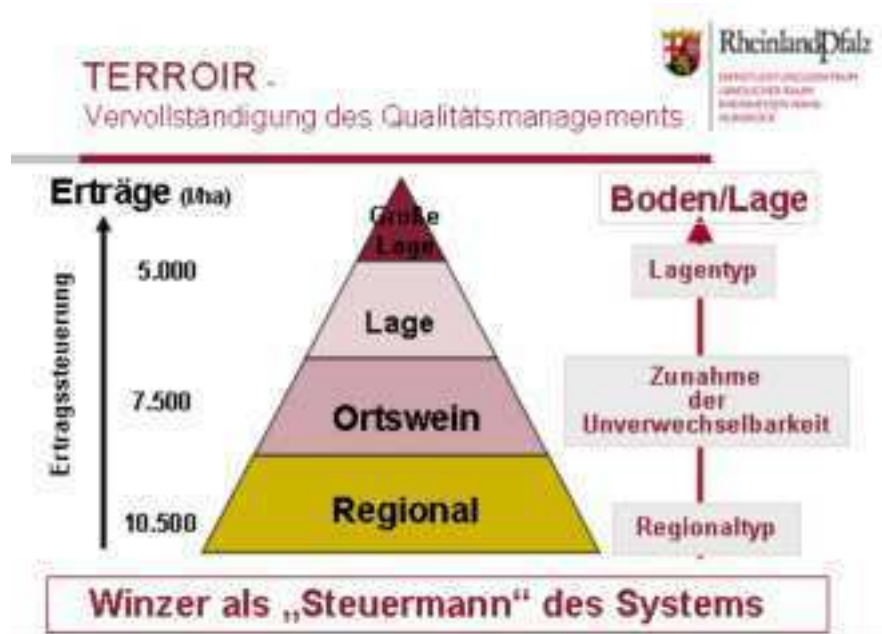 RheinlandPfalz
TERROIR -
Vervollständigung des Qualitätsmanagements
Erträge (l/ha)
Große
Lage
Boden/Lage
5.000
Lagentyp
Lage
Ertragssteuerung
7.500
Zunahme
der
Unverwechselbarkeit
Ortswein
10.500
Regional
Regionaltyp
Winzer als „Steuermann“ des Systems